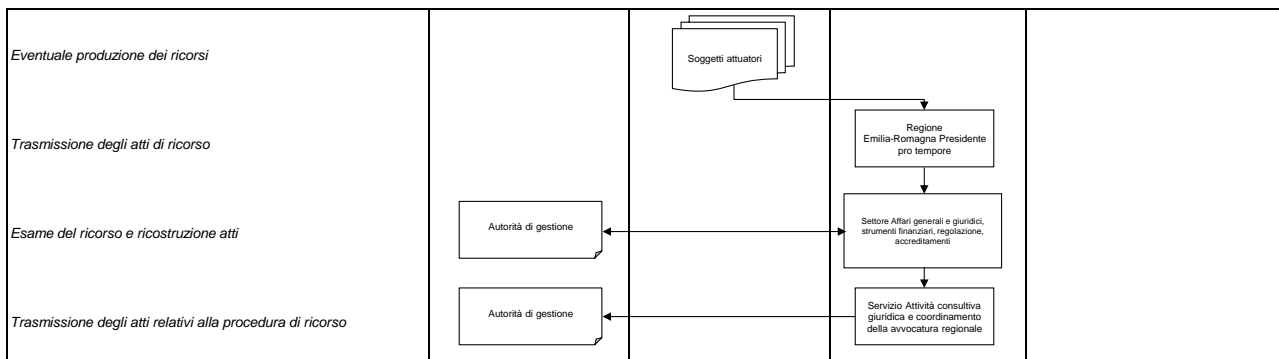 Eventuale produzione dei ricorsi
Soggetti attuatori
Trasmissione degli atti di ricorso
Regione
Emilia-Romagna Presidente
pro tempore
Esame del ricorso e ricostruzione atti
Autorità di gestione
Settore Affari generali e giuridici,
strumenti finanziari, regolazione,
accreditamenti
Trasmissione degli atti relativi alla procedura di ricorso
Autorità di gestione
Servizio Attività consultiva
giuridica e coordinamento
della avvocatura regionale